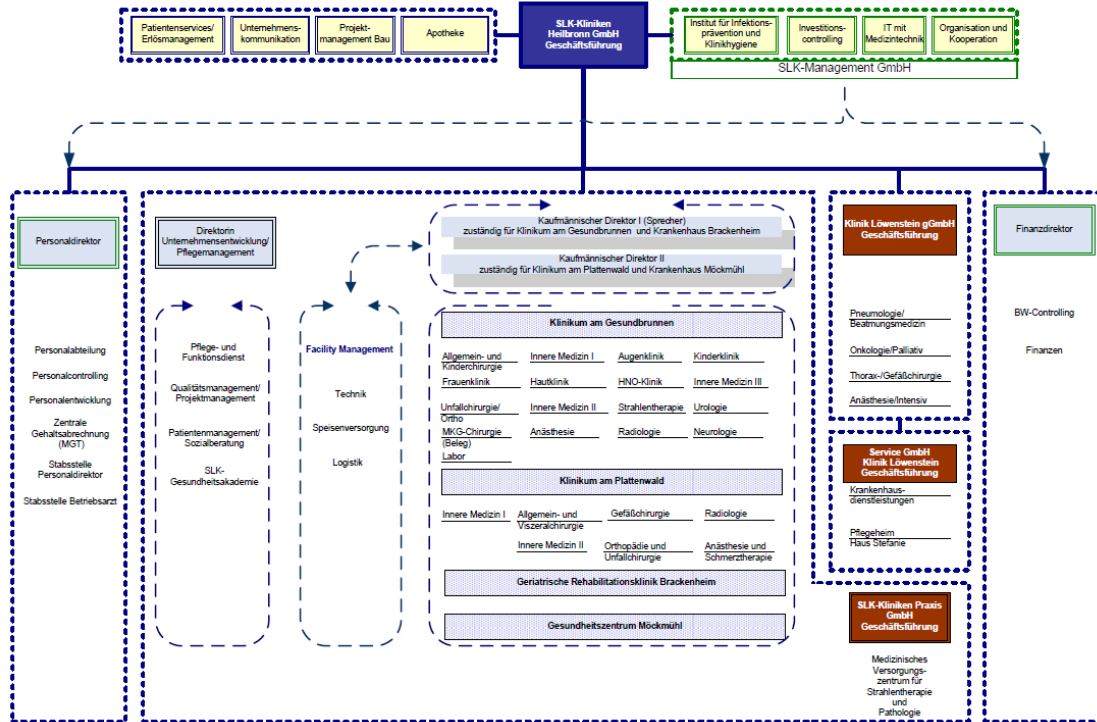 Patientenservices/
Erlösmanagement
Unternehmens-
kommunikation
Projekt-
management Bau
Apotheke
SLK-Kliniken
Heilbronn GmbH
Geschäftsführung
Institut für Infektions-
prävention und
Klinikhygiene
Investitions-
controlling
IT mit
Medizintechnik
Organisation und
Kooperation
SLK-Management GmbH
Personaldirektor
Personalabteilung
Personalcontrolling
Personalentwicklung
Zentrale
Gehaltsabrechnung
(MGT)
Stabsstelle
Personaldirektor
Stabsstelle Betriebsarzt
Direktorin
Unternehmensentwicklung/
Pflegemanagement
Pflege- und
Funktionsdienst
Qualitätsmanagement/
Projektmanagement
Patientenmanagement/
Sozialberatung
SLK-
Gesundheitsakademie
Facility Management
Technik
Speisenversorgung
Logistik
Kaufmännischer Direktor I (Sprecher)
zuständig für Klinikum am Gesundbrunnen und Krankenhaus Brackenheim
Kaufmännischer Direktor II
zuständig für Klinikum am Plattenwald und Krankenhaus Möckmühl
Klinikum am Gesundbrunnen
Allgemein- und
Kinderchirurgie
Innere Medizin I
Augenklinik
Kinderklinik
Frauenklinik
Hautklinik
HNO-Klinik
Innere Medizin III
Unfallchirurgie/
Ortho
Innere Medizin II
Strahlentherapie
Urologie
MKG-Chirurgie
(Beleg)
Anästhesie
Radiologie
Neurologie
Labor
Klinikum am Plattenwald
Innere Medizin I
Allgemein- und
Viszeralchirurgie
Gefäßchirurgie
Radiologie
Innere Medizin II
Orthopädie und
Unfallchirurgie
Anästhesie und
Schmerztherapie
Geriatrische Rehabilitationsklinik Brackenheim
Gesundheitszentrum Möckmühl
Klinik Löwenstein gGmbH
Geschäftsführung
Pneumologie/
Beatmungsmedizin
Onkologie/Palliativ
Thorax-/Gefäßchirurgie
Anästhesie/Intensiv
Service GmbH
Klinik Löwenstein
Geschäftsführung
Krankenhaus-
dienstleistungen
Pflegeheim
Haus Stefanie
SLK-Kliniken Praxis
GmbH
Geschäftsführung
Medizinisches
Versorgungs-
zentrum für
Strahlentherapie
und
Pathologie
Finanzdirektor
BW-Controlling
Finanzen